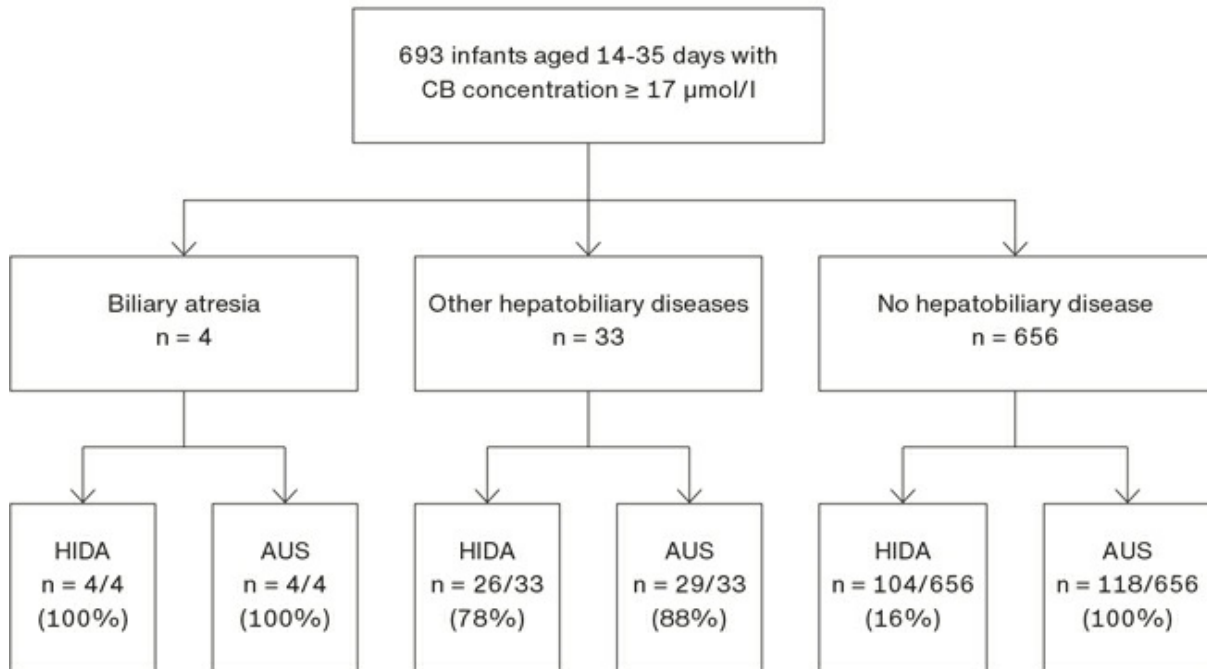 693 infants aged 14-35 days with
CB concentration ≥ 17 μmol/l
Biliary atresia
n = 4
Other hepatobiliary diseases
n = 33
No hepatobiliary disease
n = 656
HIDA
n = 4/4
(100%)
AUS
n = 4/4
(100%)
HIDA
n = 26/33
(78%)
AUS
n = 29/33
(88%)
HIDA
n = 104/656
(16%)
AUS
n = 118/656
(100%)